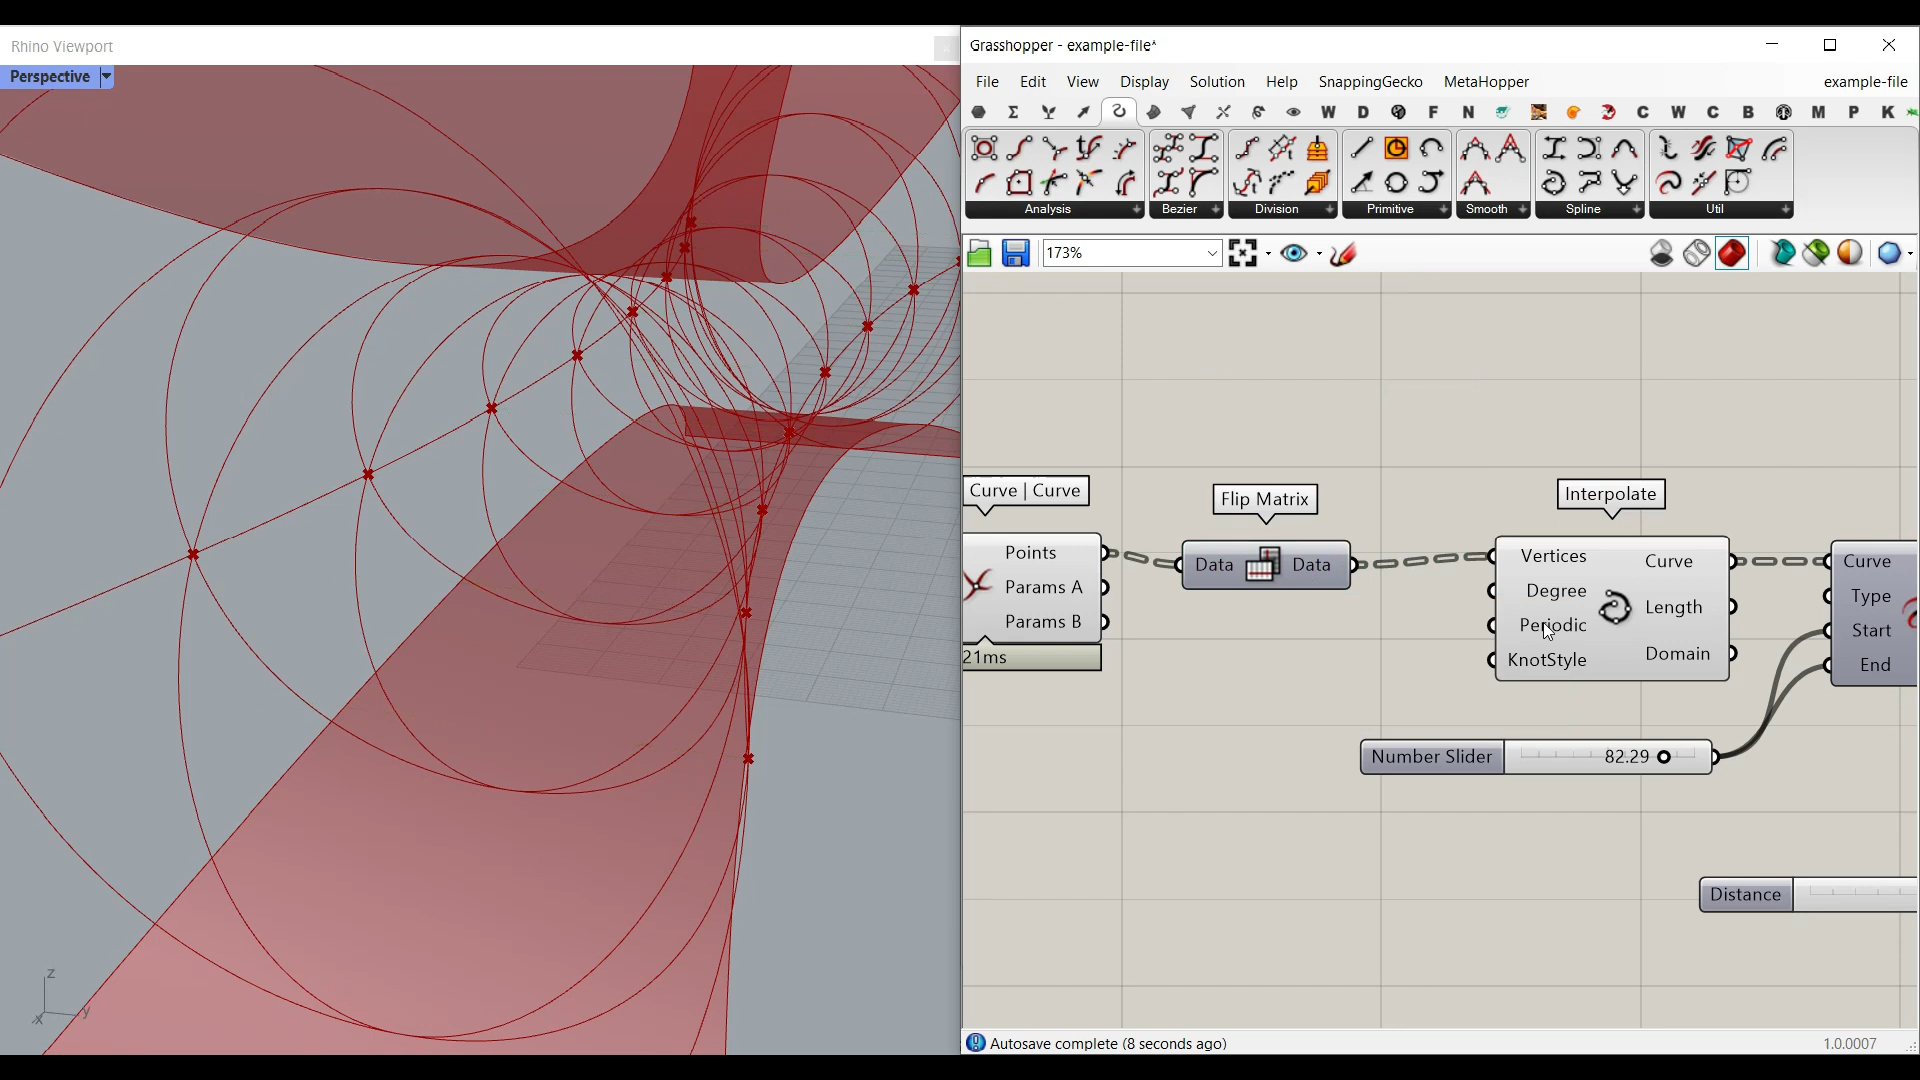 Rhino Viewport
Perspective
z
x
y
Grasshopper - example-file*
File Edit View Display Solution Help SnappingGecko MetaHopper example-file
W D F N C W C B M P K
Analysis Bezier Division Primitive Smooth Spline Util
173%
Curve | Curve
Points
Params A
Params B
21ms
Flip Matrix
Data Data
Interpolate
Vertices
Degree
Periodic
KnotStyle
Curve
Length
Domain
Curve
Type
Start
End
Number Slider 82.29
Distance
Autosave complete (8 seconds ago)
1.0.0007